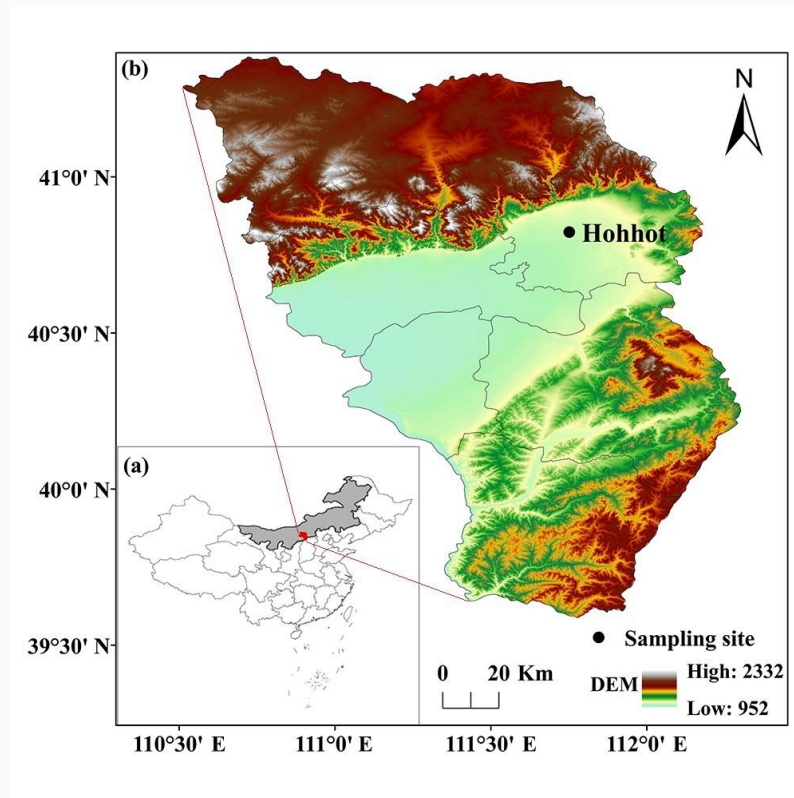 (b)
N
41°0' N
Hohhot
40°30' N
(a)
40°0' N
39°30' N
Sampling site
0 20 Km
DEM
High: 2332
Low: 952
110°30' E 111°0' E 111°30' E 112°0' E